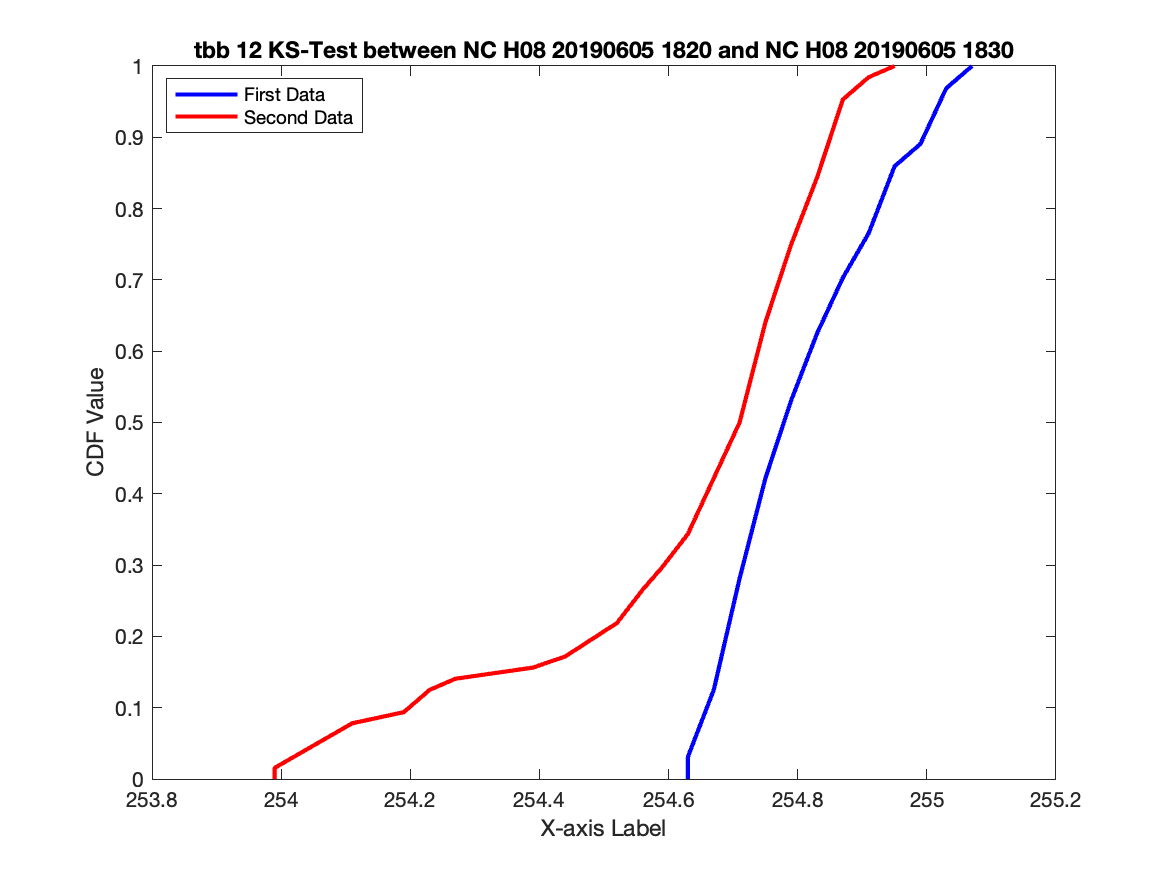 tbb 12 KS-Test between NC H08 20190605 1820 and NC H08 20190605 1830
First Data
Second Data
CDF Value
1
0.9
0.8
0.7
0.6
0.5
0.4
0.3
0.2
0.1
0
253.8 254 254.2 254.4 254.6 254.8 255 255.2
X-axis Label